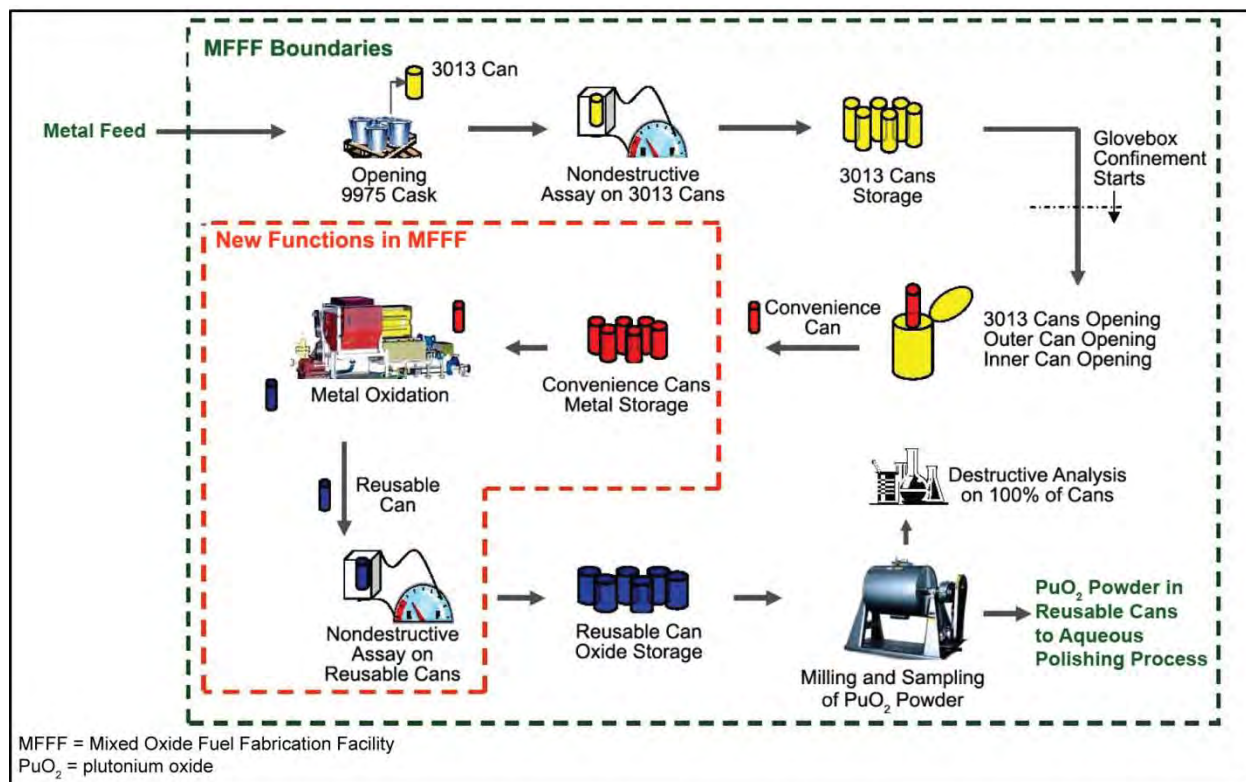 MFFF Boundaries
3013 Can
Metal Feed
Opening
9975 Cask
Nondestructive
Assay on 3013 Cans
3013 Cans
Storage
Glovebox
Confinement
Starts
New Functions in MFFF
Convenience
Can
3013 Cans Opening
Outer Can Opening
Inner Can Opening
Metal Oxidation
Convenience Cans
Metal Storage
Reusable
Can
Destructive Analysis
on 100% of Cans
Nondestructive
Assay on
Reusable Cans
Reusable Can
Oxide Storage
Milling and Sampling
of PuO₂ Powder
PuO₂ Powder in
Reusable Cans
to Aqueous
Polishing Process
MFFF = Mixed Oxide Fuel Fabrication Facility
PuO₂ = plutonium oxide